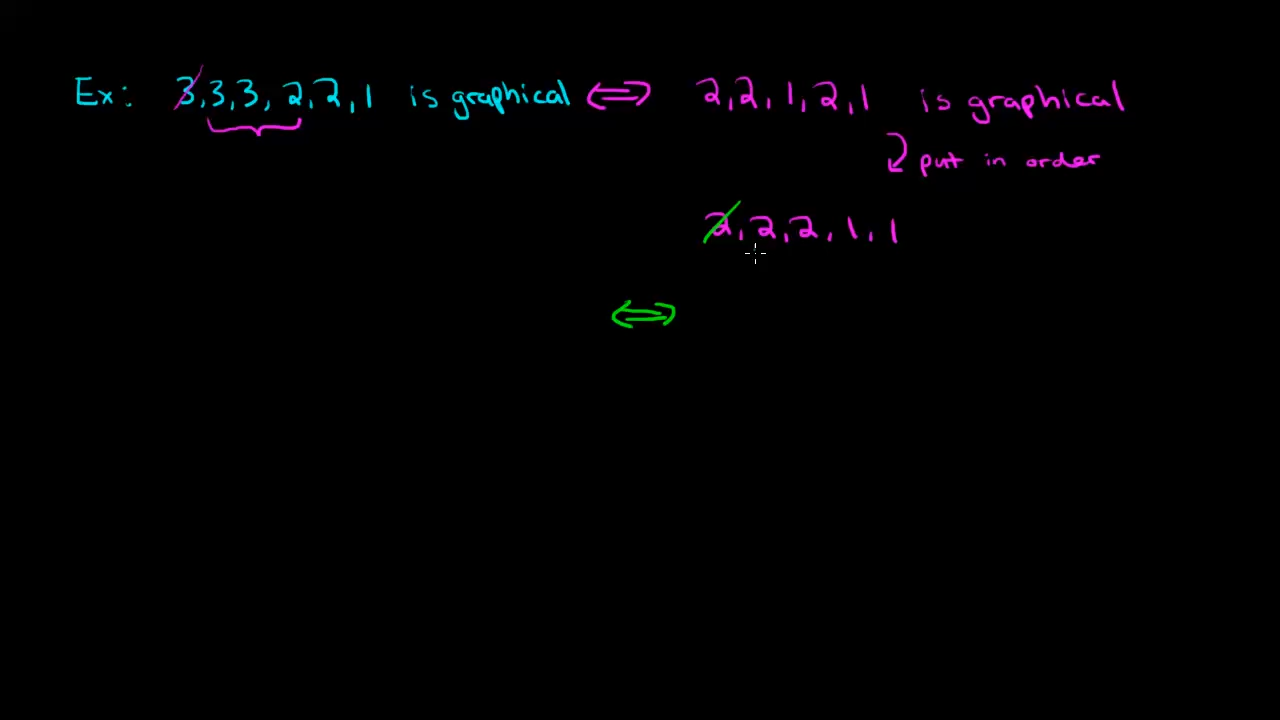 Ex: 3, 3, 3, 2, 2, 1 is graphical ⟺ 2, 2, 1, 2, 1 is graphical
put in order
2, 2, 2, 1, 1
⟺